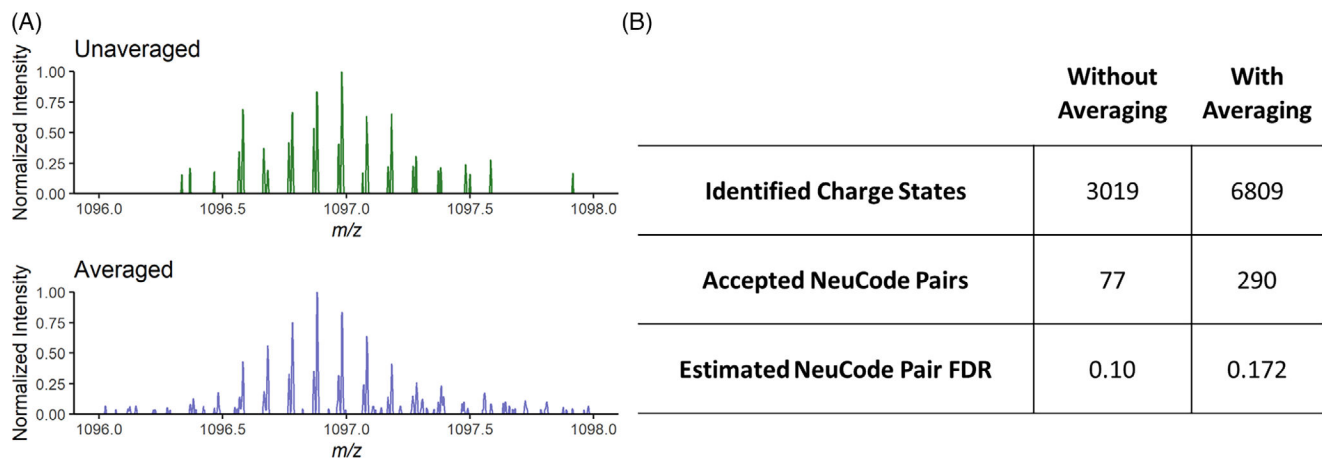 (A)
Unaveraged
Normalized Intensity
1.00
0.75
0.50
0.25
0.00
1096.0 1096.5 1097.0 1097.5 1098.0
m/z
Averaged
Normalized Intensity
1.00
0.75
0.50
0.25
0.00
1096.0 1096.5 1097.0 1097.5 1098.0
m/z
(B)
Without With
Averaging Averaging
Identified Charge States 3019 6809
Accepted NeuCode Pairs 77 290
Estimated NeuCode Pair FDR 0.10 0.172